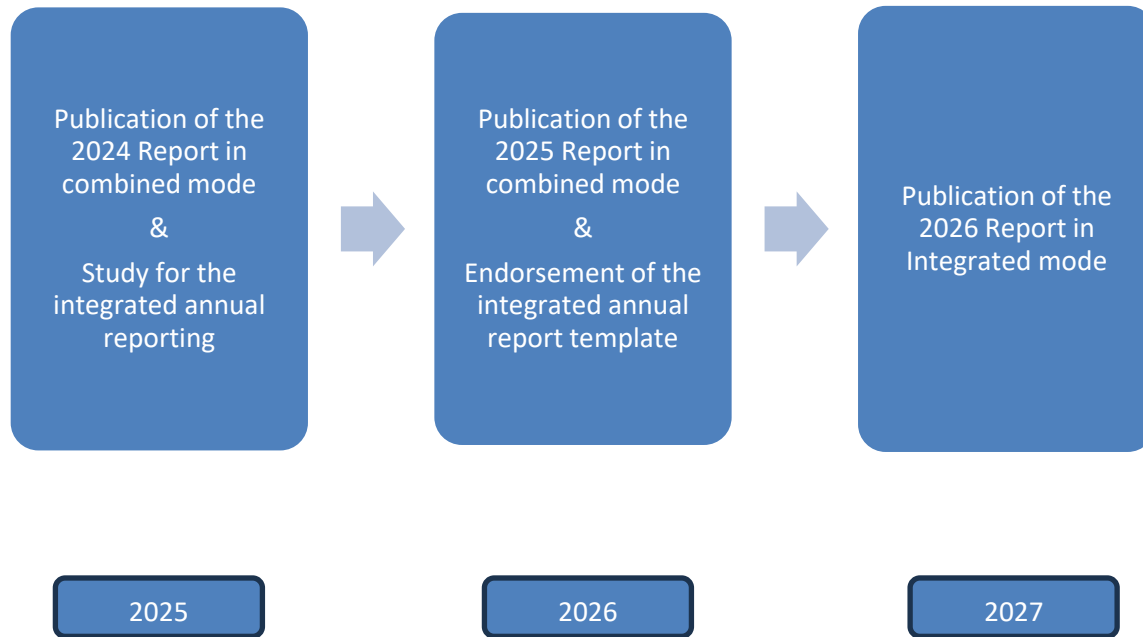 Publication of the
2024 Report in
combined mode
&
Study for the
integrated annual
reporting
Publication of the
2025 Report in
combined mode
&
Endorsement of the
integrated annual
report template
Publication of the
2026 Report in
Integrated mode
2025
2026
2027